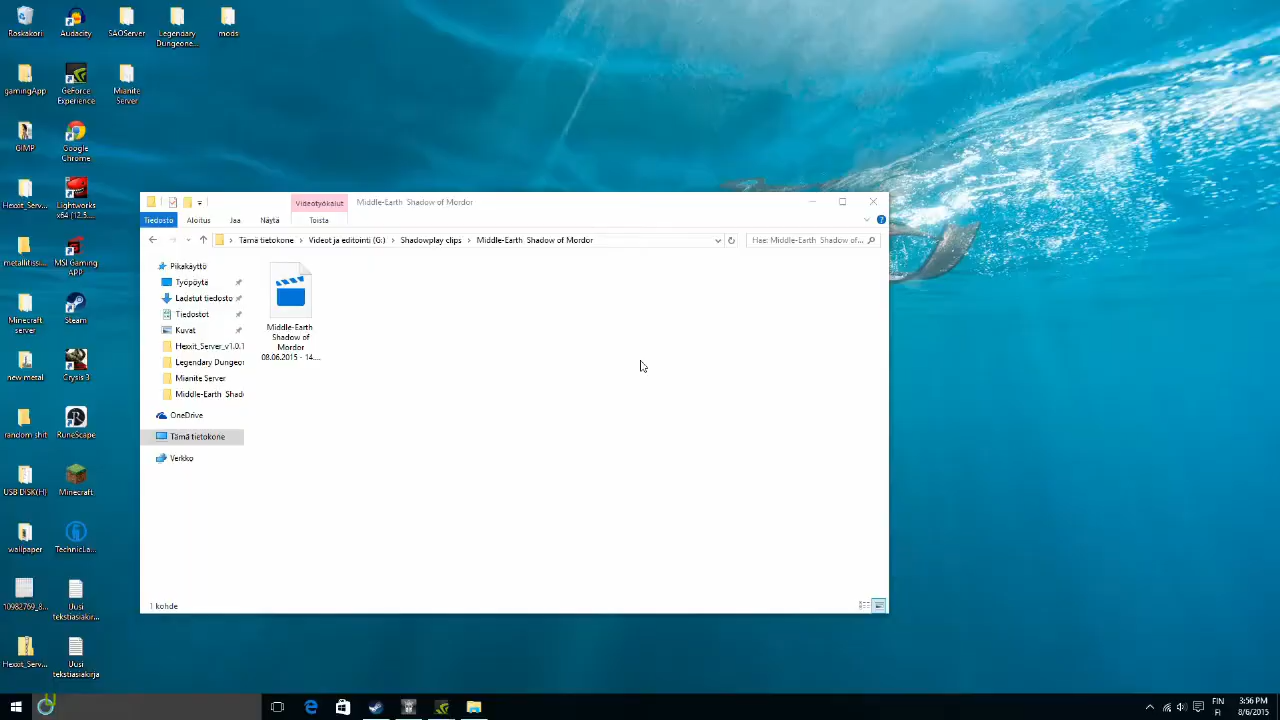 Roskakori
Audacity
SAOServer
Legendary
Dungeone...
mods
gamingApp
GeForce
Experience
Mianite
Server
GIMP
Google
Chrome
Hexxit_Serv...
Lightworks
x64 [12.5....
metallitissi...
MSI Gaming
APP
Minecraft
server
Steam
new metal
Crysis 3
random shit
RuneScape
USB DISK(H)
Minecraft
wallpaper
TechnicLa...
10982769_8...
Uusi
tekstiasiakir...
Hexxit_Serv...
Uusi
tekstiasiakirja
Videotyökalut
Middle-Earth Shadow of Mordor
Tiedosto
Aloitus
Jaa
Näytä
Toista
Tämä tietokone > Videot ja editointi (G:) > Shadowplay clips > Middle-Earth Shadow of Mordor
Hae: Middle-Earth Shadow of...
Pikakäyttö
Työpöytä
Ladatut tiedosto
Tiedostot
Kuvat
Hexxit_Server_v1.0.1
Legendary Dungeor
Mianite Server
Middle-Earth Shad
OneDrive
Tämä tietokone
Verkko
Middle-Earth
Shadow of
Mordor
08.06.2015 - 14....
1 kohde
FIN
FI
3:56 PM
8/6/2015